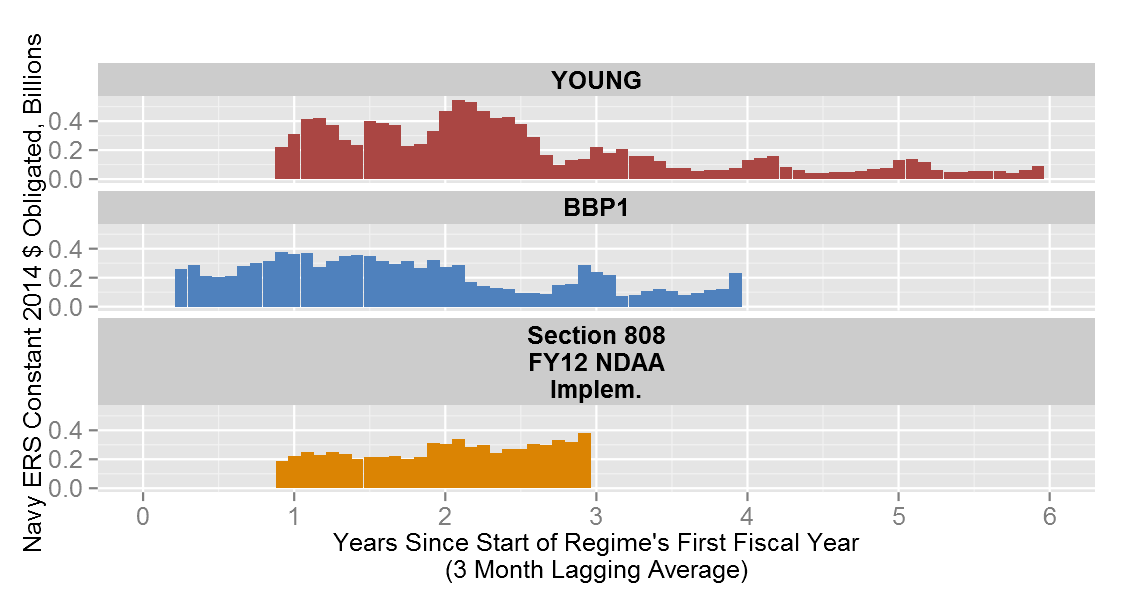 Navy ERS Constant 2014 $ Obligated, Billions
YOUNG
0.4
0.2
0.0
BBP1
0.4
0.2
0.0
Section 808
FY12 NDAA
Implem.
0.4
0.2
0.0
0 1 2 3 4 5 6
Years Since Start of Regime's First Fiscal Year
(3 Month Lagging Average)